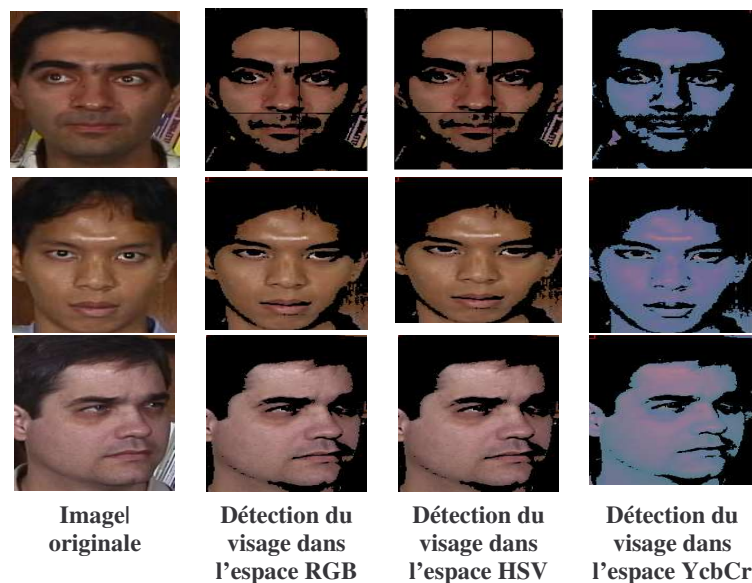 Image|
originale
Détection du
visage dans
l'espace RGB
Détection du
visage dans
l'espace HSV
Détection du
visage dans
l'espace YcbCr